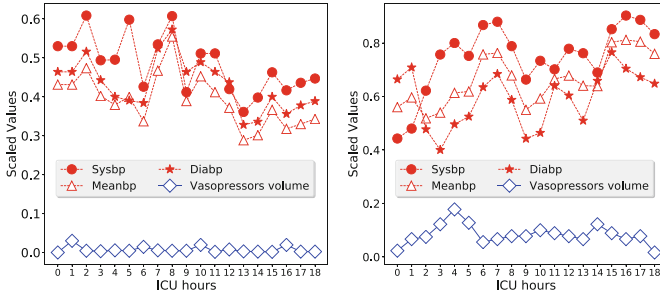 0.6
0.5
0.4
0.3
0.2
0.1
0.0
Scaled Values
Sysbp
Meanbp
Diabp
Vasopressors volume
0 1 2 3 4 5 6 7 8 9 10 11 12 13 14 15 16 17 18
ICU hours
0.8
0.6
0.4
0.2
0.0
Scaled Values
Sysbp
Meanbp
Diabp
Vasopressors volume
0 1 2 3 4 5 6 7 8 9 10 11 12 13 14 15 16 17 18
ICU hours